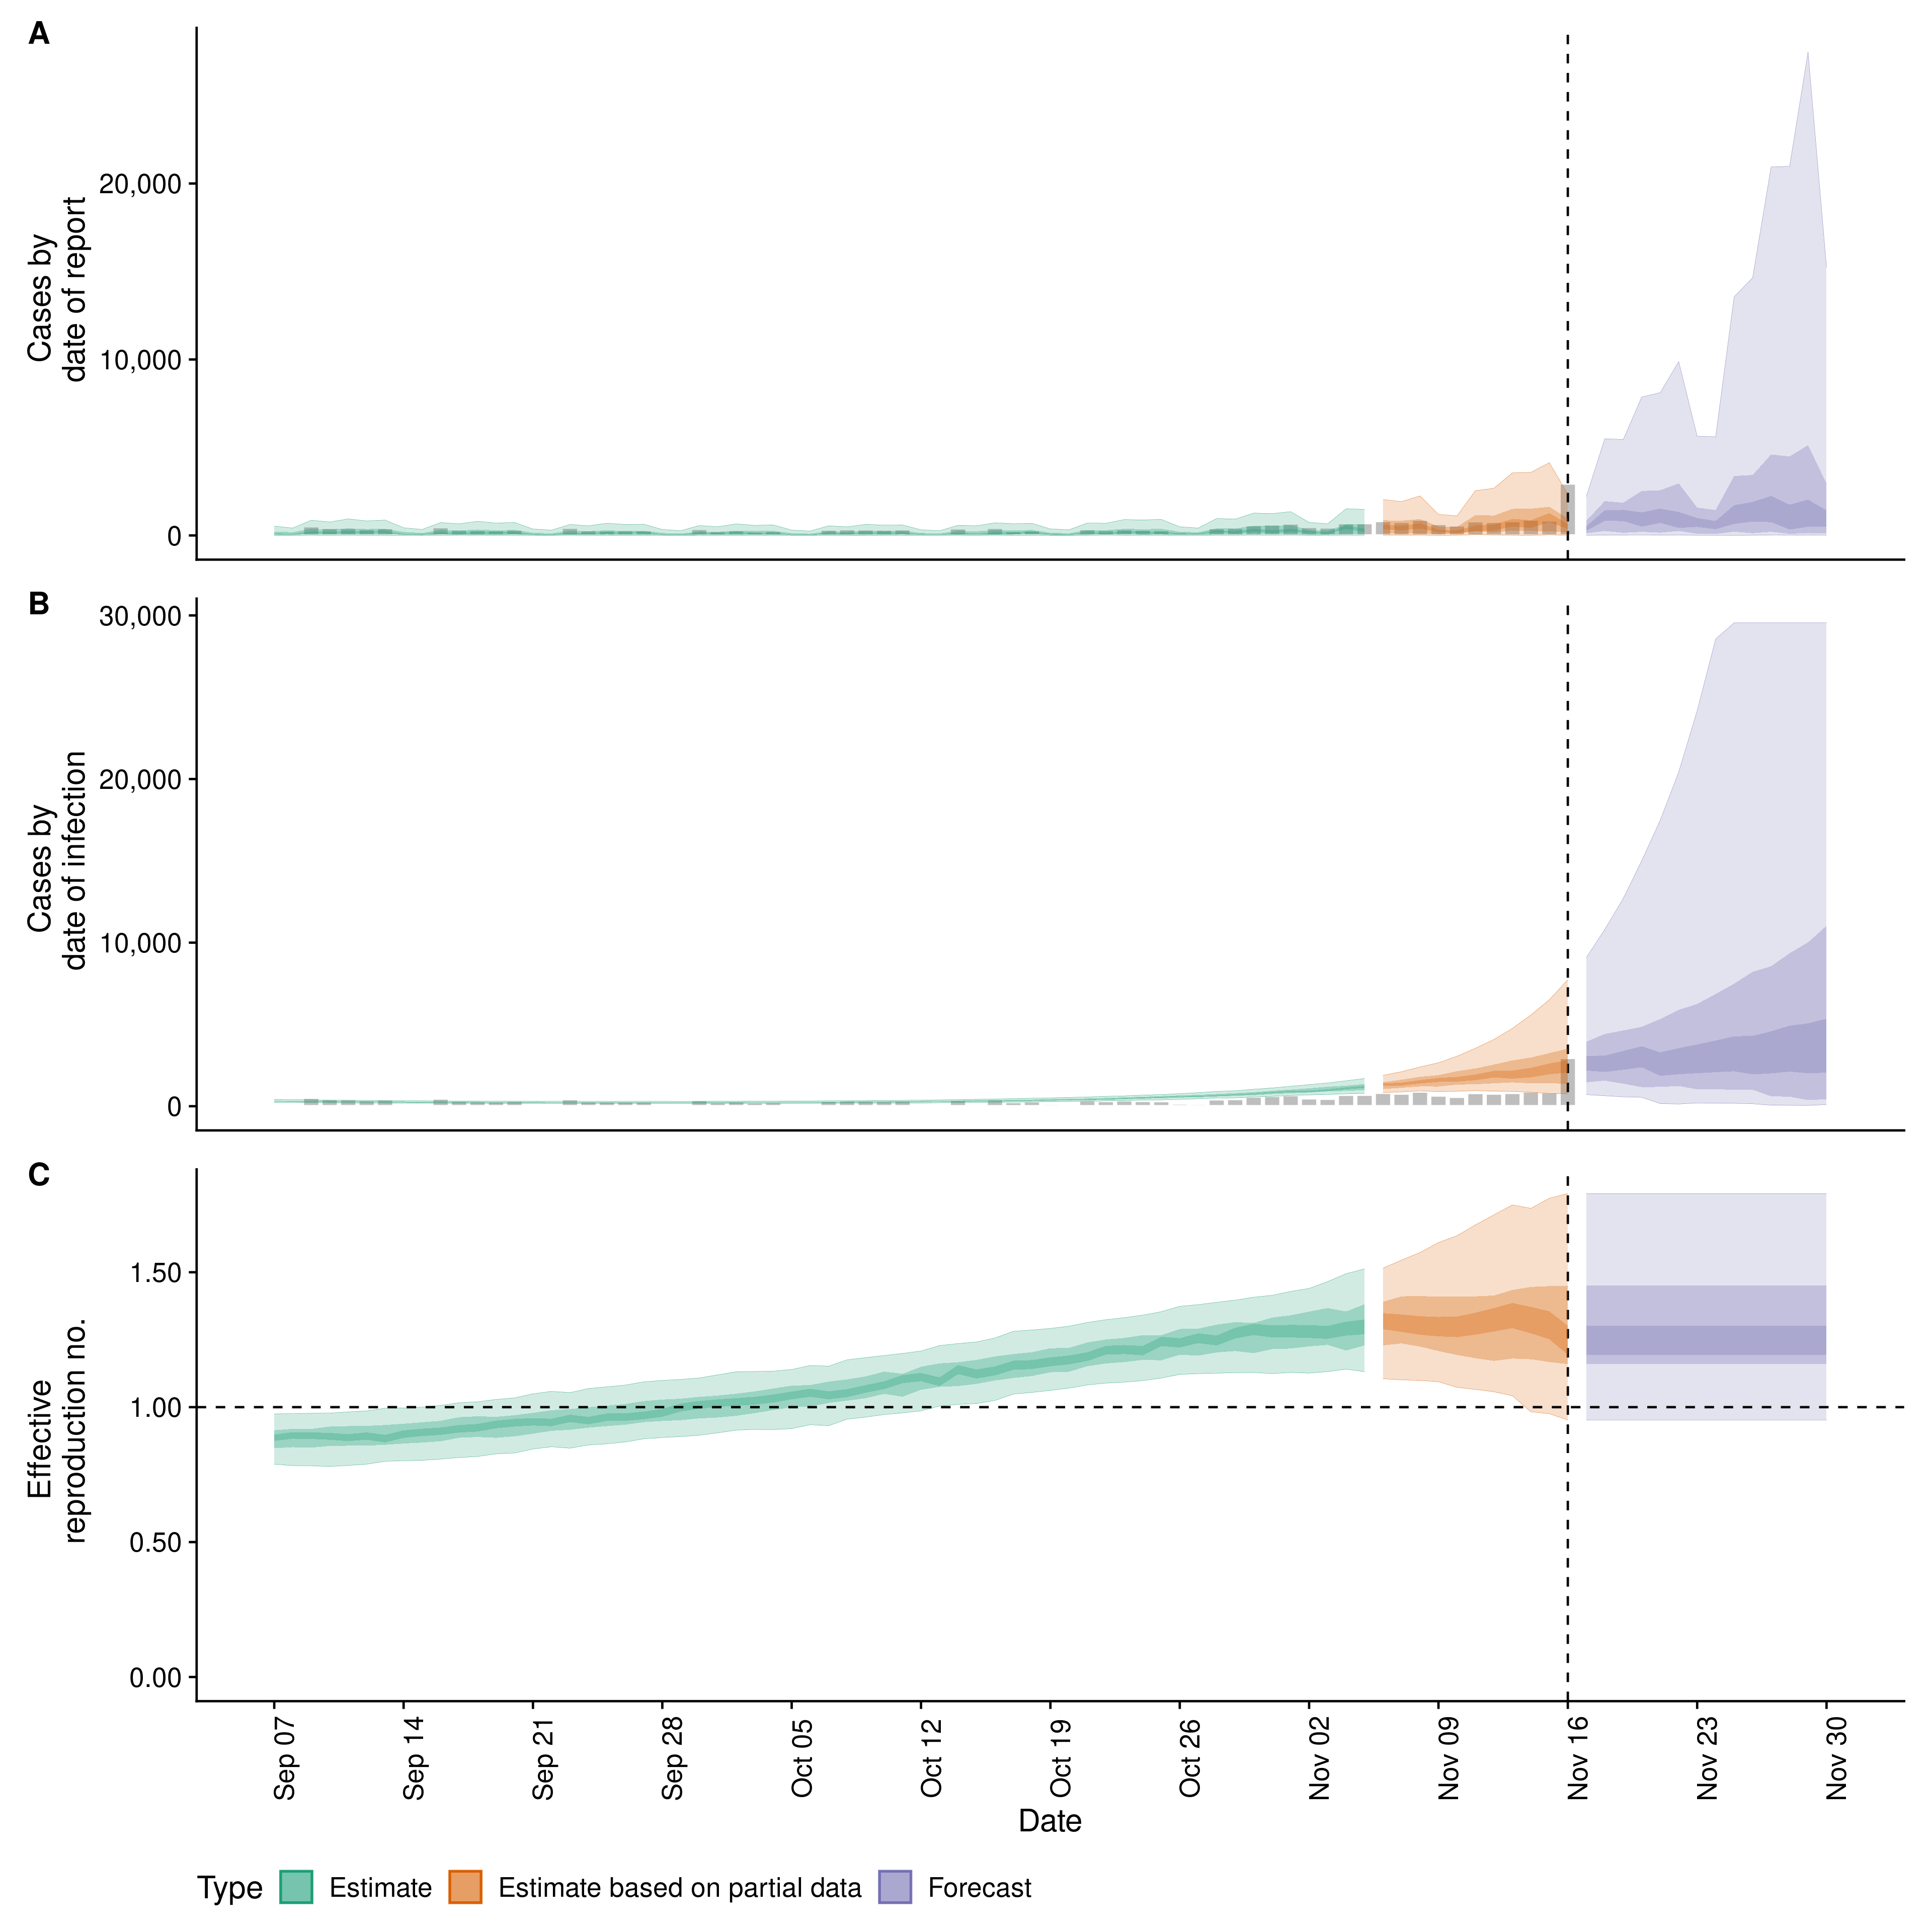 A
Cases by
date of report
20,000
10,000
0
B
Cases by
date of infection
30,000
20,000
10,000
0
C
Effective
reproduction no.
1.50
1.00
0.50
0.00
Sep 07
Sep 14
Sep 21
Sep 28
Oct 05
Oct 12
Oct 19
Oct 26
Nov 02
Nov 09
Nov 16
Nov 23
Nov 30
Date
Type Estimate Estimate based on partial data Forecast